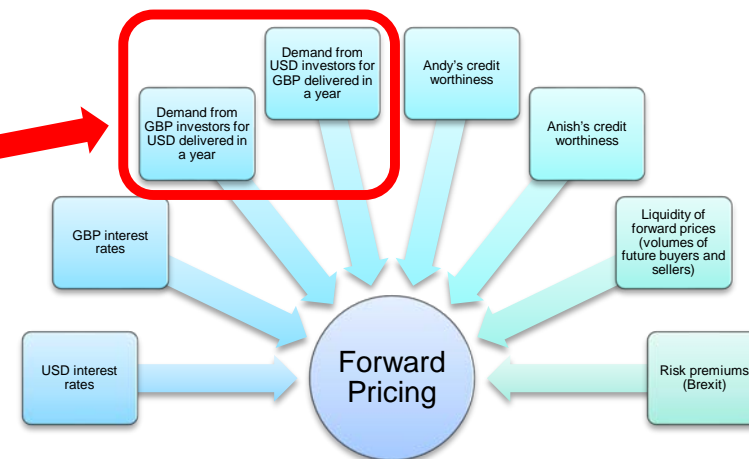 Demand from
USD investors for
GBP delivered in
a year
Andy's credit
worthiness
Demand from
GBP investors for
USD delivered in
a year
Anish's credit
worthiness
GBP interest
rates
Liquidity of
forward prices
(volumes of
future buyers and
sellers)
USD interest
rates
Forward
Pricing
Risk premiums
(Brexit)